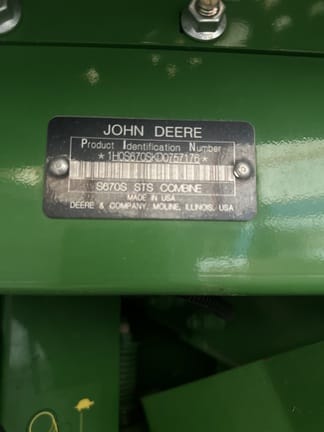 JOHN DEERE
Product Identification Number
*1H0S670SKD0757176*
S670S STS COMBINE
MADE IN USA
DEERE & COMPANY, MOLINE, ILLINOIS, USA